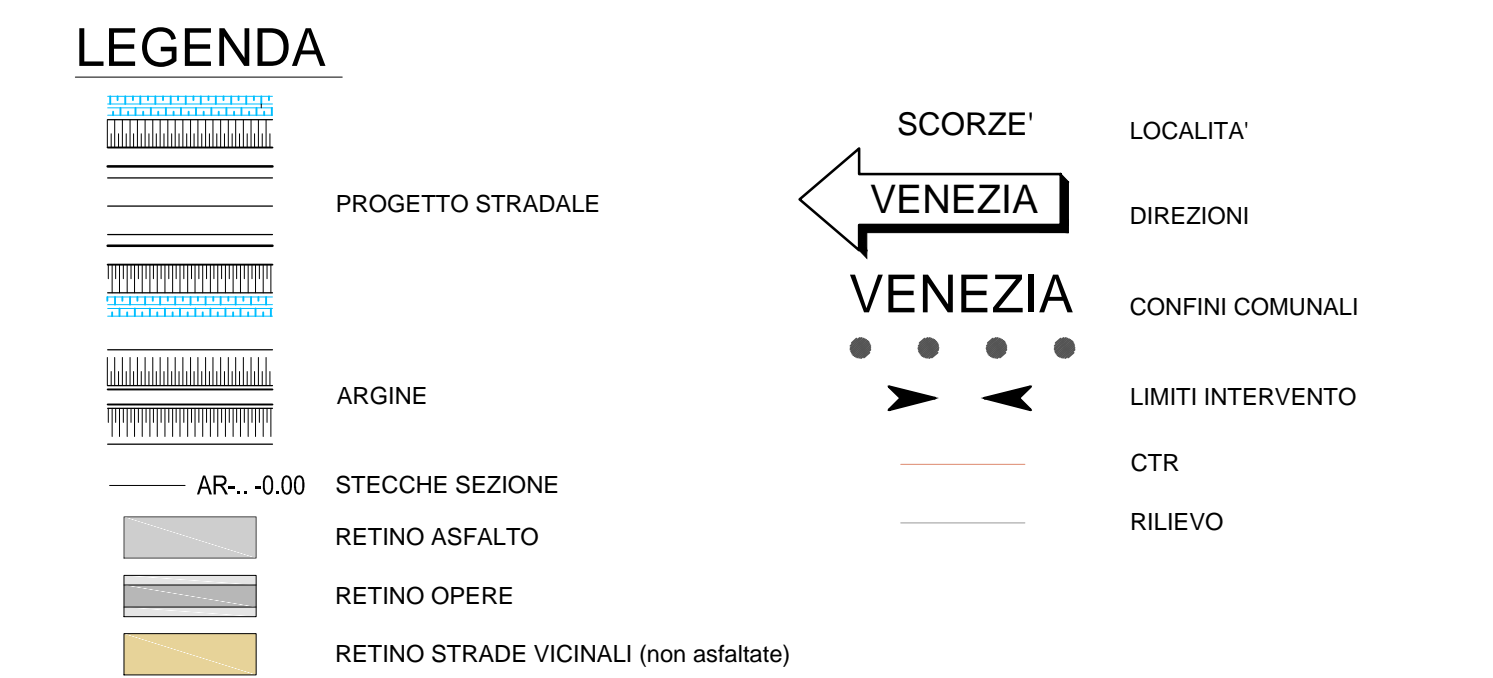 LEGENDA
PROGETTO STRADALE
ARGINE
AR-.. -0.00 STECCHE SEZIONE
RETINO ASFALTO
RETINO OPERE
RETINO STRADE VICINALI (non asfaltate)
SCORZE' LOCALITA'
VENEZIA DIREZIONI
VENEZIA CONFINI COMUNALI
LIMITI INTERVENTO
CTR
RILIEVO